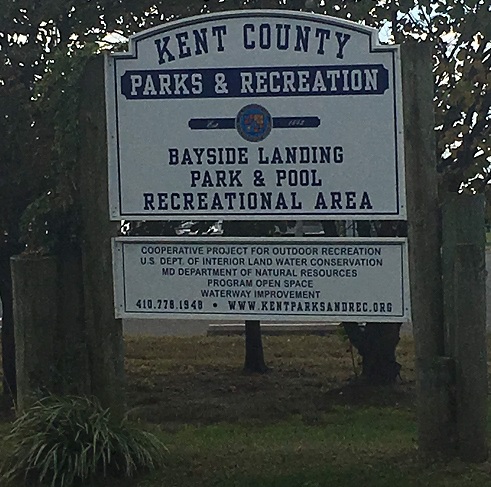 KENT COUNTY
PARKS & RECREATION
BAYSIDE LANDING
PARK & POOL
RECREATIONAL AREA
COOPERATIVE PROJECT FOR OUTDOOR RECREATION
U.S. DEPT. OF INTERIOR LAND WATER CONSERVATION
MD DEPARTMENT OF NATURAL RESOURCES
PROGRAM OPEN SPACE
WATERWAY IMPROVEMENT
410.778.1948 • WWW.KENTPARKSANDREC.ORG